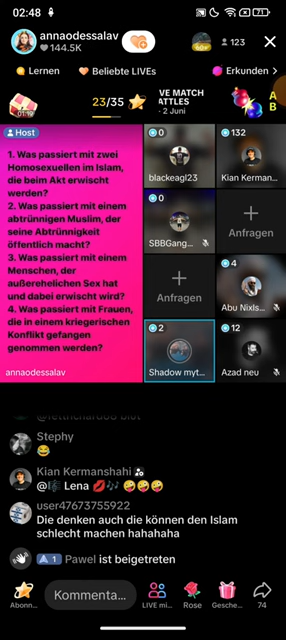 02:48
71
annaodessalav
144.5K
123
Lernen
Beliebte LIVEs
Erkunden
01:19
23/35
VE MATCH
ATTLES
- 2 Juni
A
B
Host
1. Was passiert mit zwei
Homosexuellen im Islam,
die beim Akt erwischt
werden?
2. Was passiert mit einem
abtrünnigen Muslim, der
seine Abtrünnigkeit
öffentlich macht?
3. Was passiert mit einem
Menschen, der
außerehelichen Sex hat
und dabei erwischt wird?
4. Was passiert mit Frauen,
die in einem kriegerischen
Konflikt gefangen
genommen werden?
annaodessalav
0
blackeagl23
132
Kian Kerman...
0
SBBGang...
Anfragen
Anfragen
4
Abu Nixls...
2
Shadow myt...
12
Azad neu
Stephy
😂
Kian Kermanshahi
@🎼 Lena 💋🎶 🤪🤪🤪
user47673755922
Die denken auch die können den Islam
schlecht machen hahahaha
1 Pawel ist beigetreten
Abonn...
Kommenta...
LIVE mi...
Rose
Gesche...
74